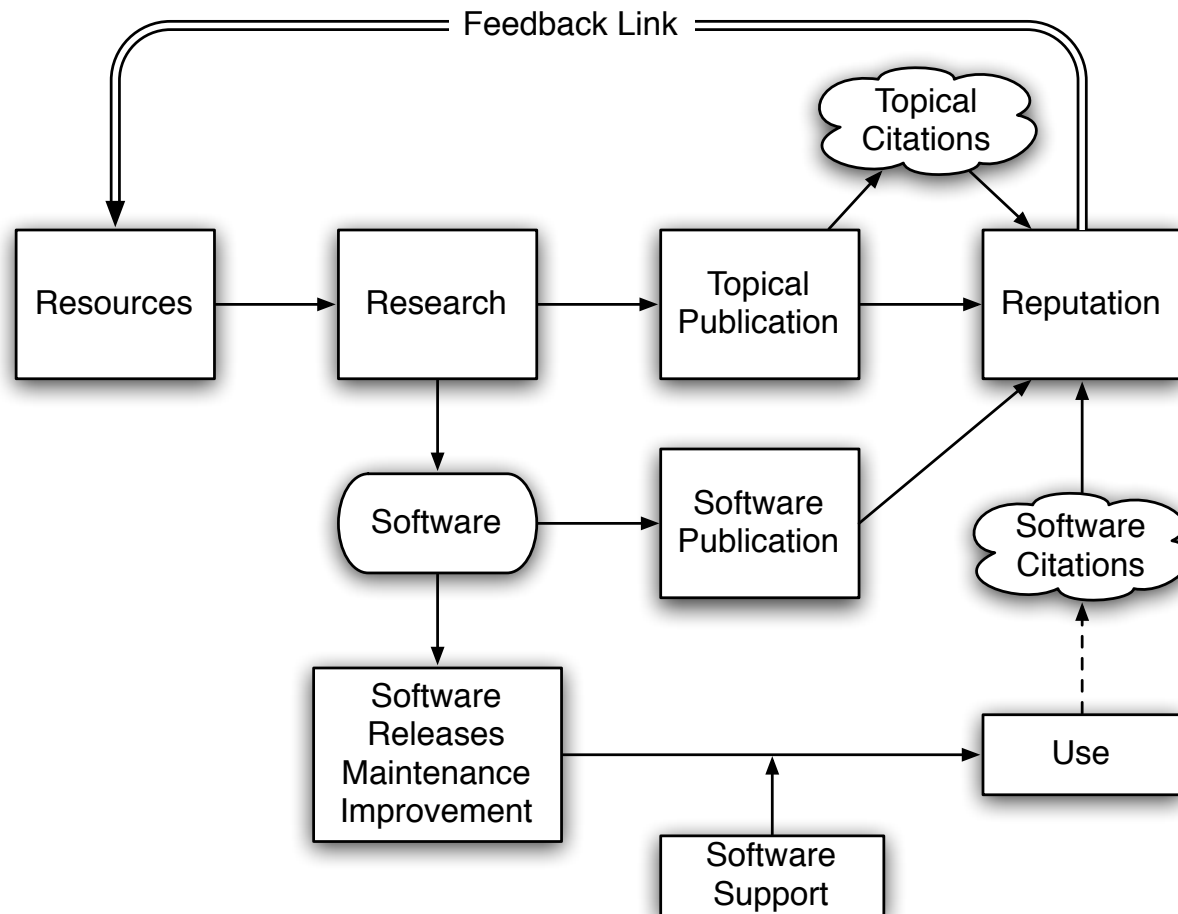 Feedback Link
Topical
Citations
Resources
Research
Topical
Publication
Reputation
Software
Software
Publication
Software
Citations
Software
Releases
Maintenance
Improvement
Use
Software
Support